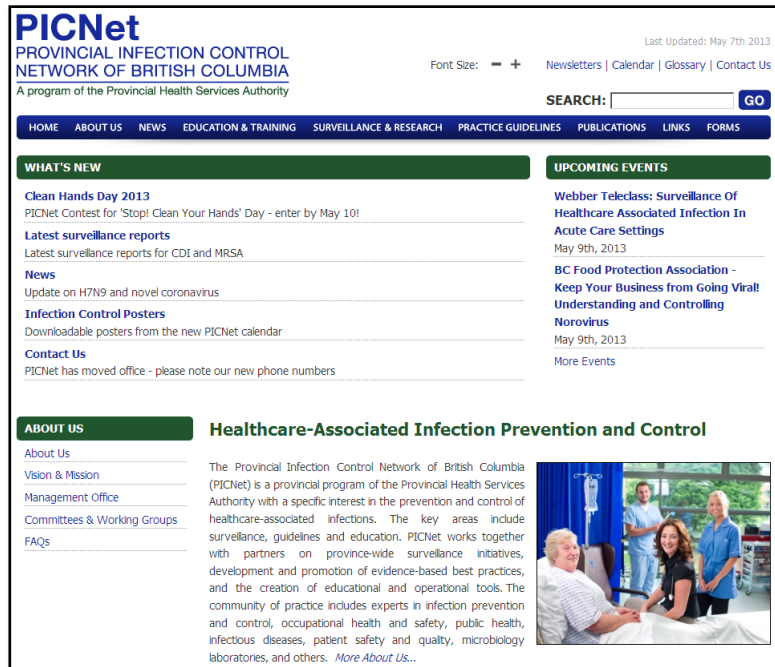 PICNet
PROVINCIAL INFECTION CONTROL
NETWORK OF BRITISH COLUMBIA
A program of the Provincial Health Services Authority
Last Updated: May 7th 2013
Font Size: − +
Newsletters | Calendar | Glossary | Contact Us
SEARCH: GO
HOME ABOUT US NEWS EDUCATION & TRAINING SURVEILLANCE & RESEARCH PRACTICE GUIDELINES PUBLICATIONS LINKS FORMS
WHAT'S NEW
Clean Hands Day 2013
PICNet Contest for 'Stop! Clean Your Hands' Day - enter by May 10!
Latest surveillance reports
Latest surveillance reports for CDI and MRSA
News
Update on H7N9 and novel coronavirus
Infection Control Posters
Downloadable posters from the new PICNet calendar
Contact Us
PICNet has moved office - please note our new phone numbers
UPCOMING EVENTS
Webber Teleclass: Surveillance Of
Healthcare Associated Infection In
Acute Care Settings
May 9th, 2013
BC Food Protection Association -
Keep Your Business from Going Viral!
Understanding and Controlling
Norovirus
May 9th, 2013
More Events
ABOUT US
About Us
Vision & Mission
Management Office
Committees & Working Groups
FAQs
Healthcare-Associated Infection Prevention and Control
The Provincial Infection Control Network of British Columbia
(PICNet) is a provincial program of the Provincial Health Services
Authority with a specific interest in the prevention and control of
healthcare-associated infections. The key areas include
surveillance, guidelines and education. PICNet works together
with partners on province-wide surveillance initiatives,
development and promotion of evidence-based best practices,
and the creation of educational and operational tools. The
community of practice includes experts in infection prevention
and control, occupational health and safety, public health,
infectious diseases, patient safety and quality, microbiology
laboratories, and others. More About Us...